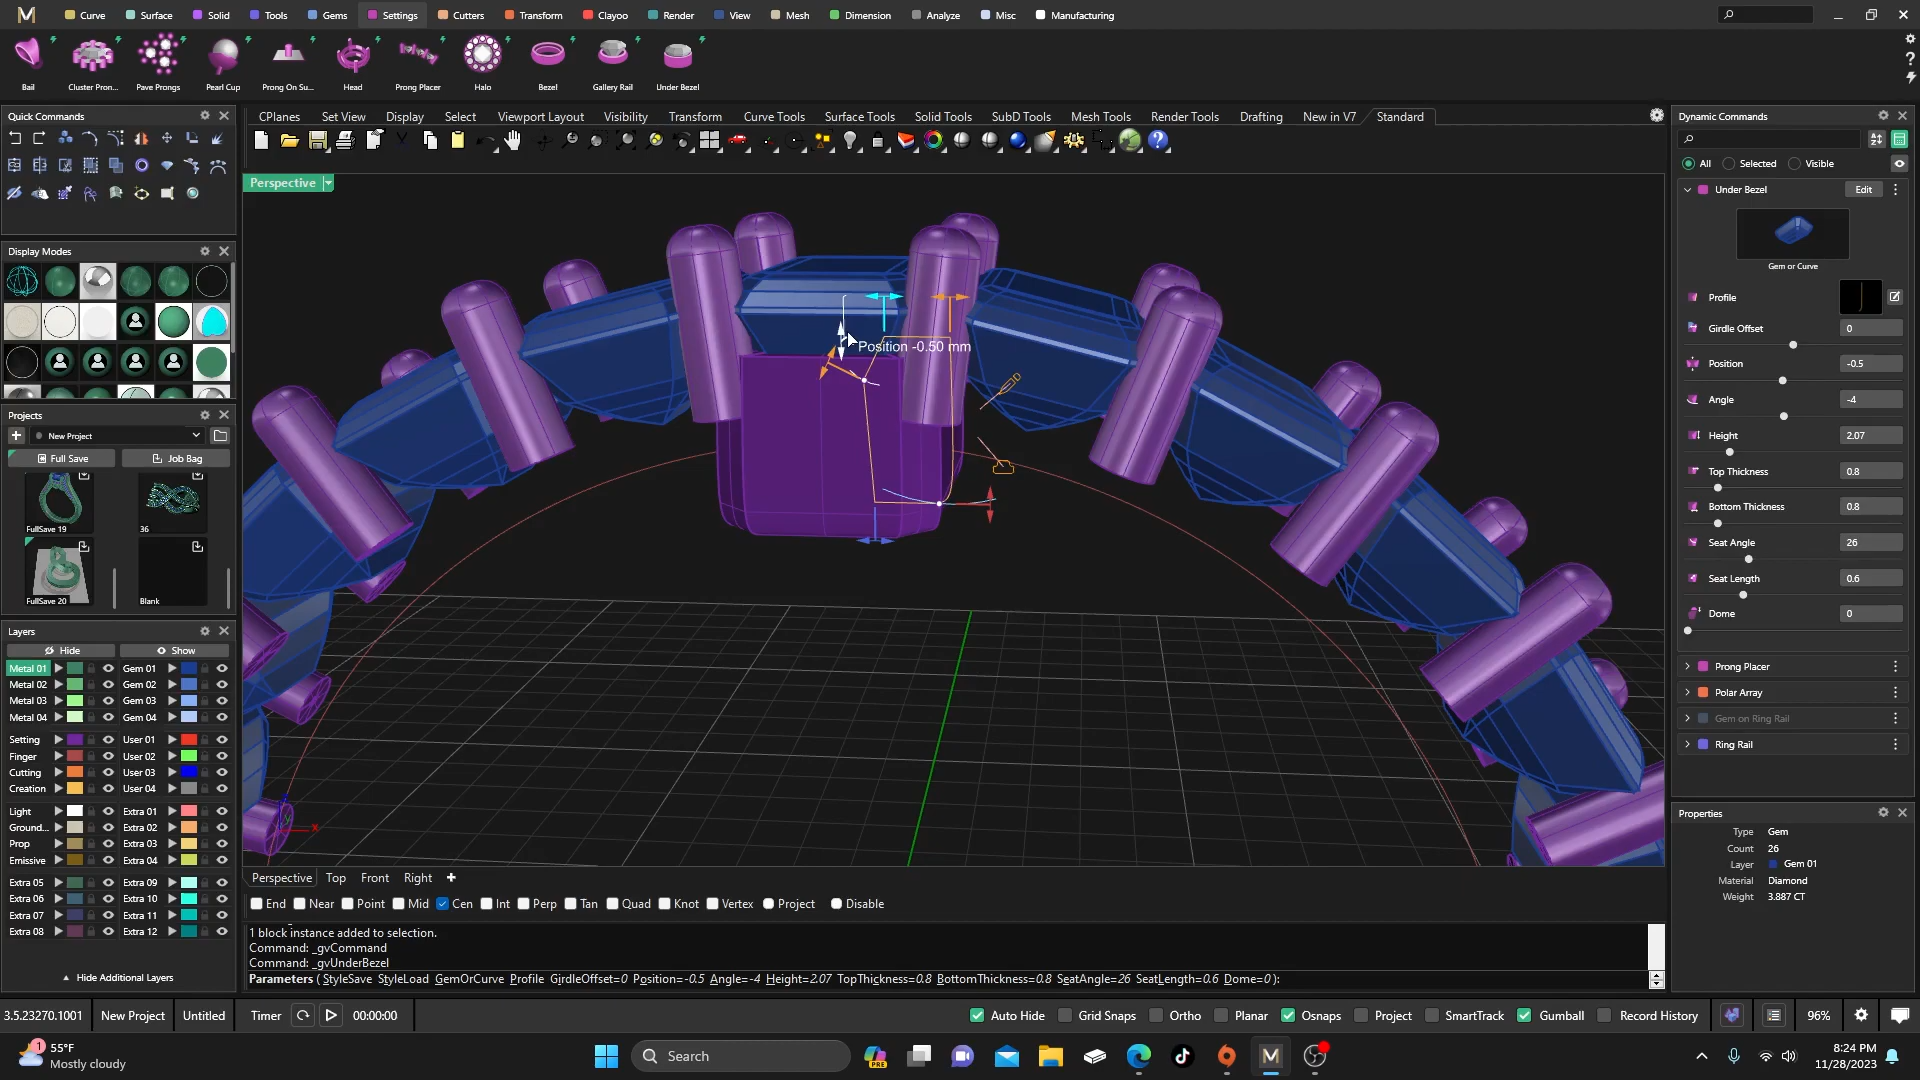 Curve Surface Solid Tools Gems Settings Cutters Transform Clayoo Render View Mesh Dimension Analyze Misc Manufacturing
Bail Cluster Pron... Pave Prongs Pearl Cup Prong On Su... Head Prong Placer Halo Bezel Gallery Rail Under Bezel
Quick Commands
CPlanes Set View Display Select Viewport Layout Visibility Transform Curve Tools Surface Tools Solid Tools SubD Tools Mesh Tools Render Tools Drafting New in V7 Standard
Perspective
Position -0.50 mm
Display Modes
Projects
New Project
Full Save Job Bag
FullSave 19 36
FullSave 20 Blank
Layers
Hide Show
Metal 01 Gem 01
Metal 02 Gem 02
Metal 03 Gem 03
Metal 04 Gem 04
Setting User 01
Finger User 02
Cutting User 03
Creation User 04
Light Extra 01
Ground... Extra 02
Prop Extra 03
Emissive Extra 04
Extra 05 Extra 09
Extra 06 Extra 10
Extra 07 Extra 11
Extra 08 Extra 12
Hide Additional Layers
x
Perspective Top Front Right
End Near Point Mid Cen Int Perp Tan Quad Knot Vertex Project Disable
1 block instance added to selection.
Command: _gvCommand
Command: _gvUnderBezel
Parameters ( StyleSave StyleLoad GemOrCurve Profile GirdleOffset=0 Position=-0.5 Angle=-4 Height=2.07 TopThickness=0.8 BottomThickness=0.8 SeatAngle=26 SeatLength=0.6 Dome=0 ):
Dynamic Commands
All Selected Visible
Under Bezel Edit
Gem or Curve
Profile
Girdle Offset 0
Position -0.5
Angle -4
Height 2.07
Top Thickness 0.8
Bottom Thickness 0.8
Seat Angle 26
Seat Length 0.6
Dome 0
Prong Placer
Polar Array
Gem on Ring Rail
Ring Rail
Properties
Type Gem
Count 26
Layer Gem 01
Material Diamond
Weight 3.887 CT
3.5.23270.1001 New Project Untitled Timer 00:00:00 Auto Hide Grid Snaps Ortho Planar Osnaps Project SmartTrack Gumball Record History 96%
1
55°F
Mostly cloudy
Search
PRE
8:24 PM
11/28/2023